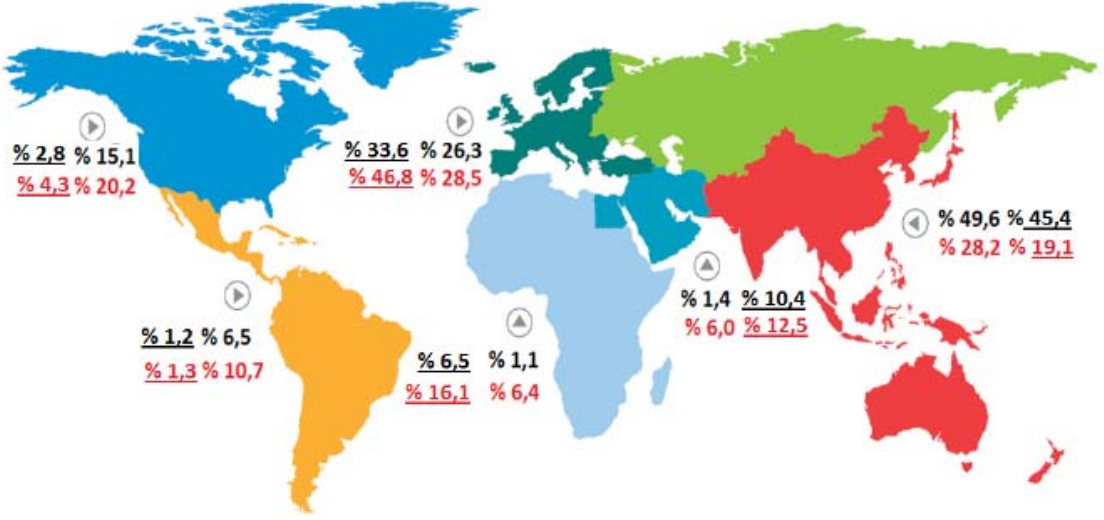 % 2,8 % 15,1
% 4,3 % 20,2
% 33,6 % 26,3
% 46,8 % 28,5
% 49,6 % 45,4
% 28,2 % 19,1
% 1,4 % 10,4
% 6,0 % 12,5
% 1,2 % 6,5
% 1,3 % 10,7
% 6,5 % 1,1
% 16,1 % 6,4